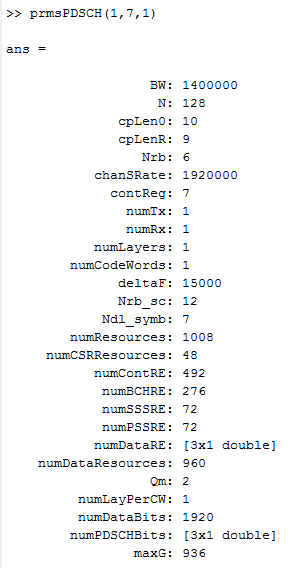 >> prmsPDSCH(1,7,1)
ans =
BW: 1400000
N: 128
cpLen0: 10
cpLenR: 9
Nrb: 6
chanSRate: 1920000
contReg: 7
numTx: 1
numRx: 1
numLayers: 1
numCodeWords: 1
deltaF: 15000
Nrb_sc: 12
Ndl_symb: 7
numResources: 1008
numCSRResources: 48
numContRE: 492
numBCHRE: 276
numSSSRE: 72
numPSSRE: 72
numDataRE: [3x1 double]
numDataResources: 960
Qm: 2
numLayPerCW: 1
numDataBits: 1920
numPDSCHBits: [3x1 double]
maxG: 936